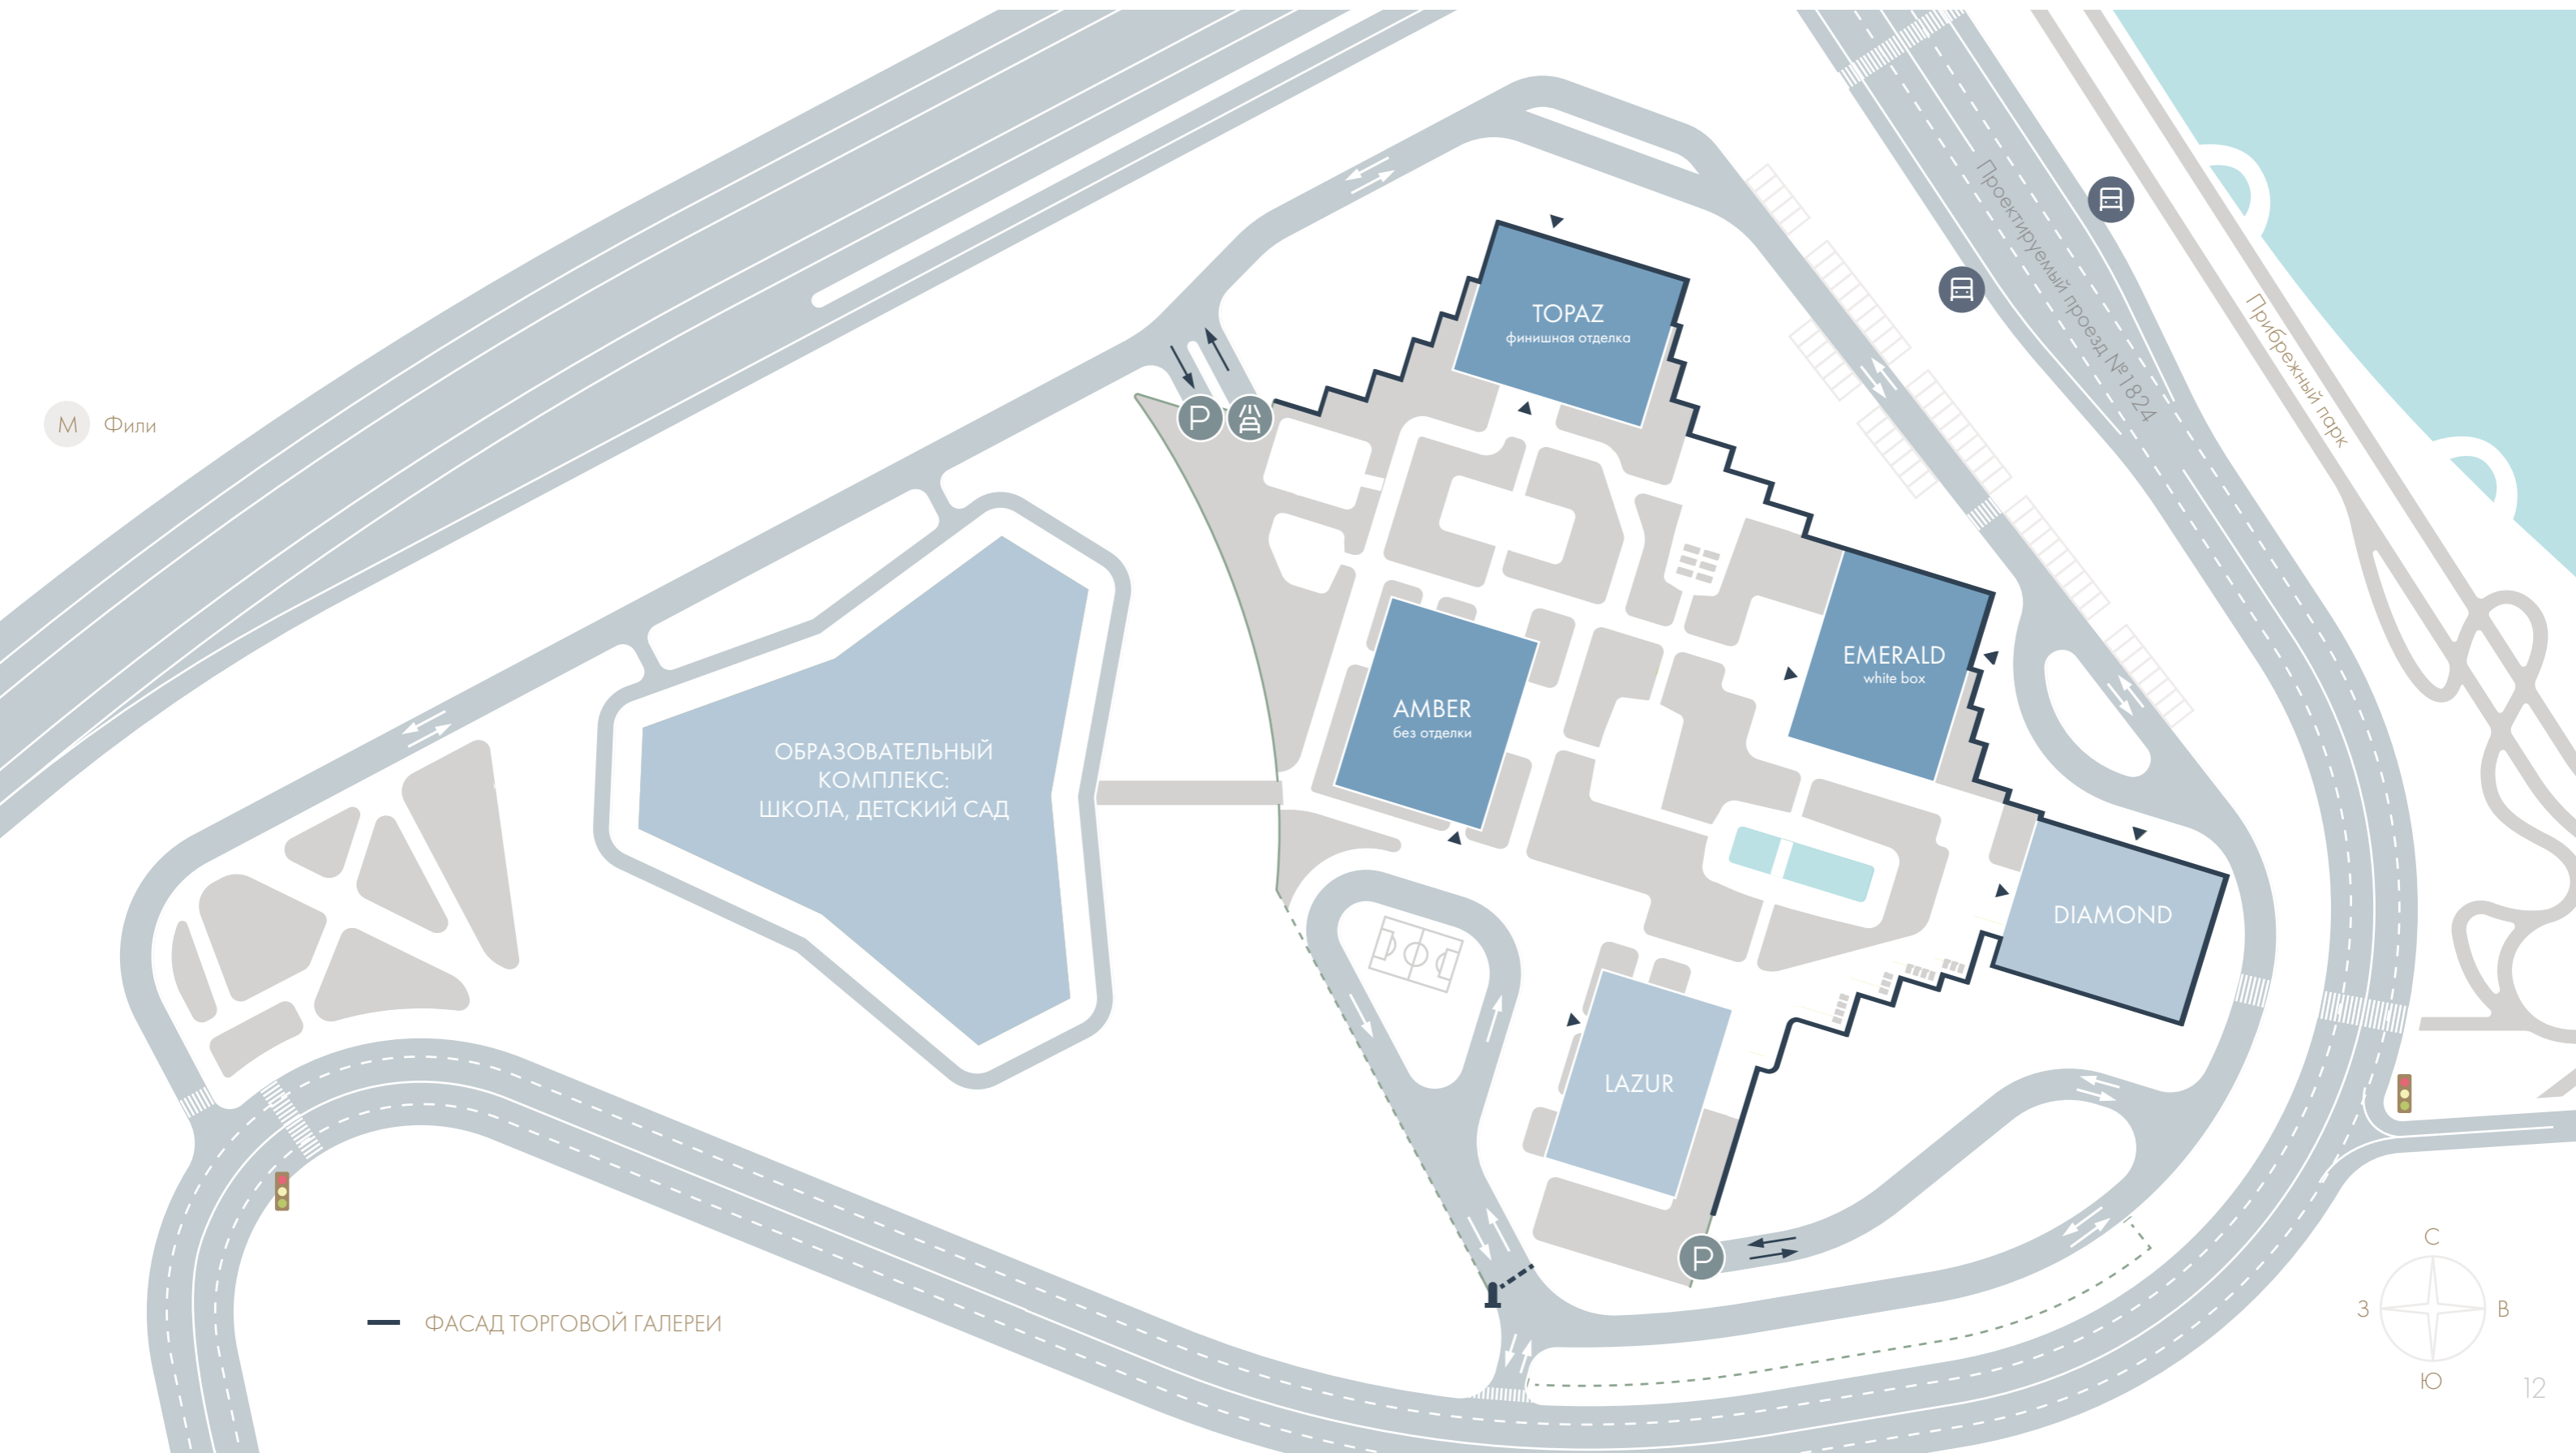 Проектируемый проезд №1824
Прибрежный парк
TOPAZ
финишная отделка
P
М Фили
EMERALD
white box
AMBER
без отделки
ОБРАЗОВАТЕЛЬНЫЙ
КОМПЛЕКС:
ШКОЛА, ДЕТСКИЙ САД
DIAMOND
LAZUR
P
ФАСАД ТОРГОВОЙ ГАЛЕРЕИ
С
З
В
Ю
12